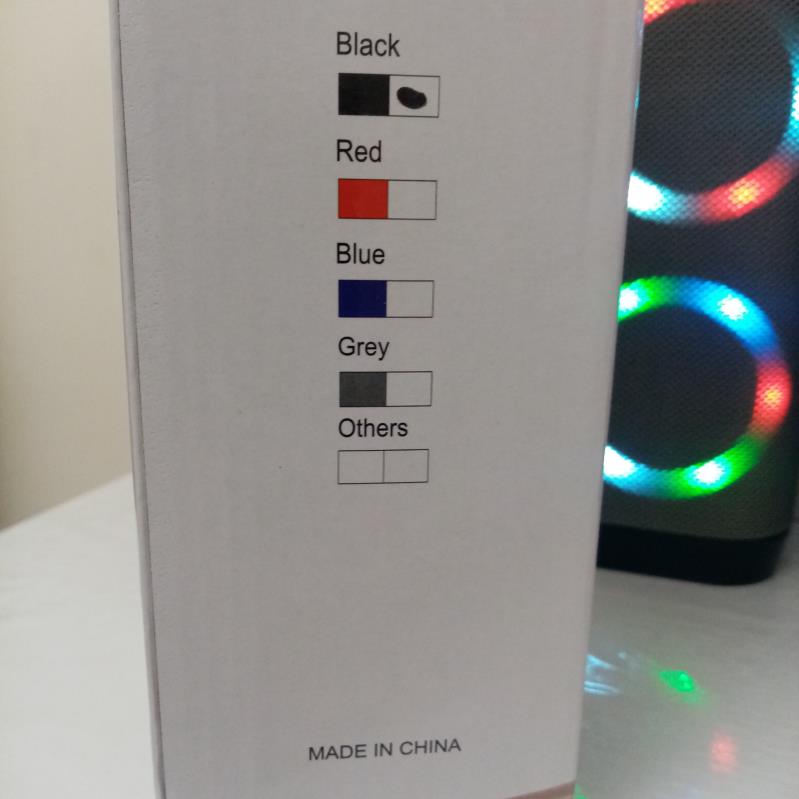 Black
Red
Blue
Grey
Others
MADE IN CHINA